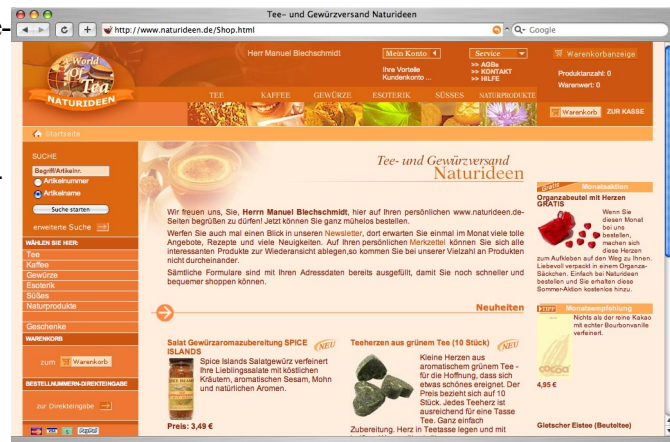 Tee- und Gewürzversand Naturideen
http://www.naturideen.de/Shop.html
Google
A World
of
Tea
NATURIDEEN
Herr Manuel Blechschmidt
Mein Konto
Ihre Vorteile
Kundenkonto ...
Service
>> AGBs
>> KONTAKT
>> HILFE
Warenkorbanzeige
Produktanzahl: 0
Warenwert: 0
TEE KAFFEE GEWÜRZE ESOTERIK SÜSSES NATURPRODUKTE
Warenkorb ZUR KASSE
Startseite
SUCHE
Begriff/Artikelnr.
Artikelnummer
Artikelname
Suche starten
erweiterte Suche
WÄHLEN SIE HIER:
Tee
Kaffee
Gewürze
Esoterik
Süßes
Naturprodukte
Geschenke
WARENKORB
zum Warenkorb
BESTELLNUMMERN-DIREKTEINGABE
zur Direkteingabe
Tee- und Gewürzversand
Naturideen
Wir freuen uns, Sie, Herrn Manuel Blechschmidt, hier auf Ihren persönlichen www.naturideen.de-
Seiten begrüßen zu dürfen! Jetzt können Sie ganz mühelos bestellen.
Werfen Sie auch mal einen Blick in unseren Newsletter, dort erwarten Sie einmal im Monat viele tolle
Angebote, Rezepte und viele Neuigkeiten. Auf Ihren persönlichen Merkzettel können Sie sich alle
interessanten Produkte zur Wiederansicht ablegen,so kommen Sie bei unserer Vielzahl an Produkten
nicht durcheinander.
Sämtliche Formulare sind mit Ihren Adressdaten bereits ausgefüllt, damit Sie noch schneller und
bequemer shoppen können.
Neuheiten
Salat Gewürzaromazubereitung SPICE
ISLANDS
NEU
Spice Islands Salatgewürz verfeinert
Ihre Lieblingssalate mit köstlichen
Kräutern, aromatischen Sesam, Mohn
und natürlichen Aromen.
Preis: 3,49 €
Teeherzen aus grünem Tee (10 Stück)
NEU
Kleine Herzen aus
aromatischem grünem Tee -
für die Hoffnung, dass sich
etwas schönes ereignet. Der
Preis bezieht sich auf 10
Stück. Jedes Teeherz ist
ausreichend für eine Tasse
Tee. Ganz einfach
Zubereitung. Herz in Teetasse legen und mit
Gratis Monatsaktion
Organzabeutel mit Herzen
GRATIS
Wenn Sie
diesen Monat
bei uns
bestellen,
machen sich
diese Herzen
zum Aufkleben auf den Weg zu Ihnen.
Liebevoll verpackt in einem Organza-
Säckchen. Einfach bei Naturideen
bestellen und Sie erhalten diese
Sommer-Aktion kostenlos hinzu.
TIPP Monatsempfehlung
Nichts als der reine Kakao
mit echter Bourbonvanille
verfeinert.
4,95 €
Gletscher Eistee (Beuteltee)